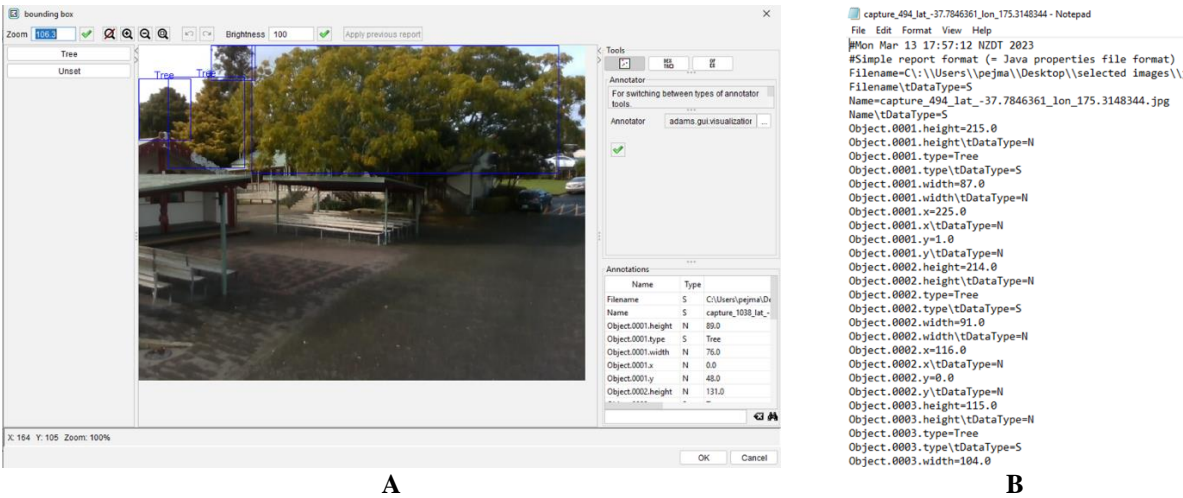 bounding box
Zoom 106.3 Brightness 100 Apply previous report
Tree
Unset
Tree Tree
Tools
Annotator
For switching between types of annotator
tools.
Annotator adams.gui.visualization ...
Annotations
Name Type
Filename S C:\Users\pejma\De
Name S capture_1038_lat_-
Object.0001.height N 89.0
Object.0001.type S Tree
Object.0001.width N 76.0
Object.0001.x N 0.0
Object.0001.y N 48.0
Object.0002.height N 131.0
X: 164 Y: 105 Zoom: 100%
OK Cancel
A
capture_494_lat_-37.7846361_lon_175.3148344 - Notepad
File Edit Format View Help
#Mon Mar 13 17:57:12 NZDT 2023
#Simple report format (= Java properties file format)
Filename=C\:\\Users\\pejma\\Desktop\\selected images\\
Filename\tDataType=S
Name=capture_494_lat_-37.7846361_lon_175.3148344.jpg
Name\tDataType=S
Object.0001.height=215.0
Object.0001.height\tDataType=N
Object.0001.type=Tree
Object.0001.type\tDataType=S
Object.0001.width=87.0
Object.0001.width\tDataType=N
Object.0001.x=225.0
Object.0001.x\tDataType=N
Object.0001.y=1.0
Object.0001.y\tDataType=N
Object.0002.height=214.0
Object.0002.height\tDataType=N
Object.0002.type=Tree
Object.0002.type\tDataType=S
Object.0002.width=91.0
Object.0002.width\tDataType=N
Object.0002.x=116.0
Object.0002.x\tDataType=N
Object.0002.y=0.0
Object.0002.y\tDataType=N
Object.0003.height=115.0
Object.0003.height\tDataType=N
Object.0003.type=Tree
Object.0003.type\tDataType=S
Object.0003.width=104.0
B